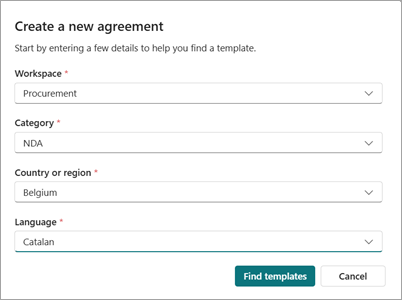 Create a new agreement
Start by entering a few details to help you find a template.
Workspace *
Procurement
Category *
NDA
Country or region *
Belgium
Language *
Catalan
Find templates Cancel